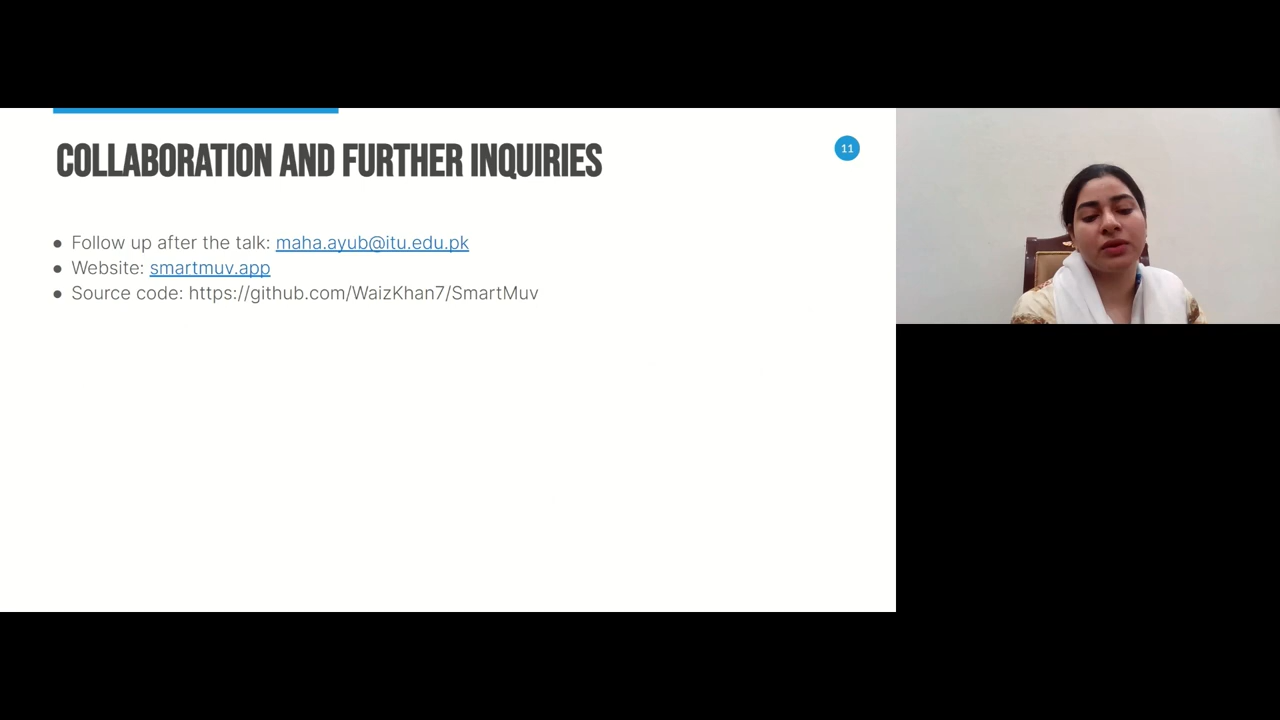 COLLABORATION AND FURTHER INQUIRIES
11
● Follow up after the talk: maha.ayub@itu.edu.pk
● Website: smartmuv.app
● Source code: https://github.com/WaizKhan7/SmartMuv